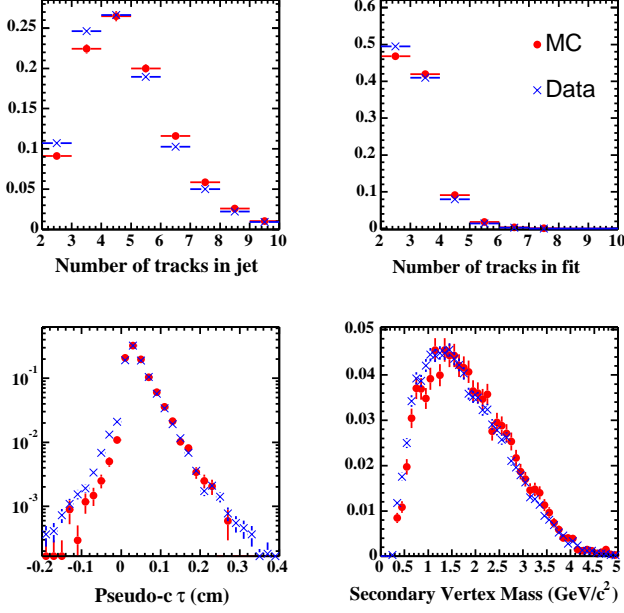 0.25
0.2
0.15
0.1
0.05
0
2 3 4 5 6 7 8 9 10
Number of tracks in jet
0.6
0.5
0.4
0.3
0.2
0.1
0
2 3 4 5 6 7 8 9 10
Number of tracks in fit
MC
Data
10⁻¹
10⁻²
10⁻³
-0.2 -0.1 0 0.1 0.2 0.3 0.4
Pseudo-c τ (cm)
0.05
0.04
0.03
0.02
0.01
0
0 0.5 1 1.5 2 2.5 3 3.5 4 4.5 5
Secondary Vertex Mass (GeV/c²)